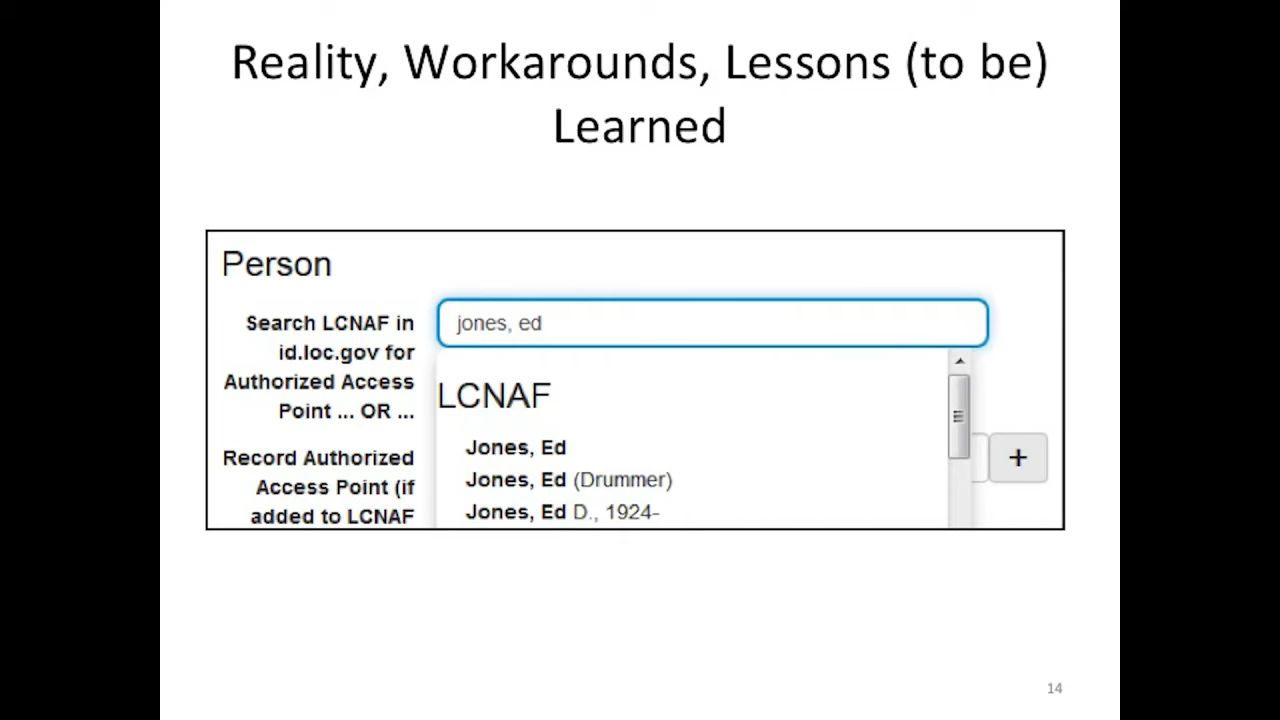 Reality, Workarounds, Lessons (to be)
Learned
Person
Search LCNAF in
id.loc.gov for
Authorized Access
Point ... OR ...
jones, ed
LCNAF
Jones, Ed
Jones, Ed (Drummer)
Jones, Ed D., 1924-
Record Authorized
Access Point (if
added to LCNAF
+
14